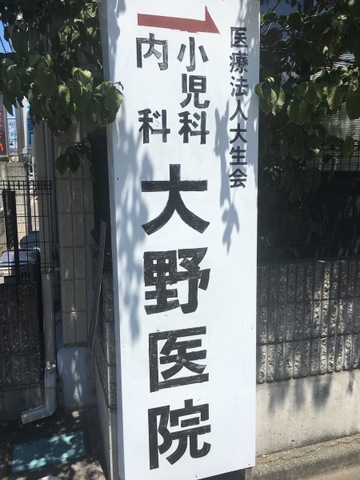 医療法人大生会
小児科
内科
大野医院